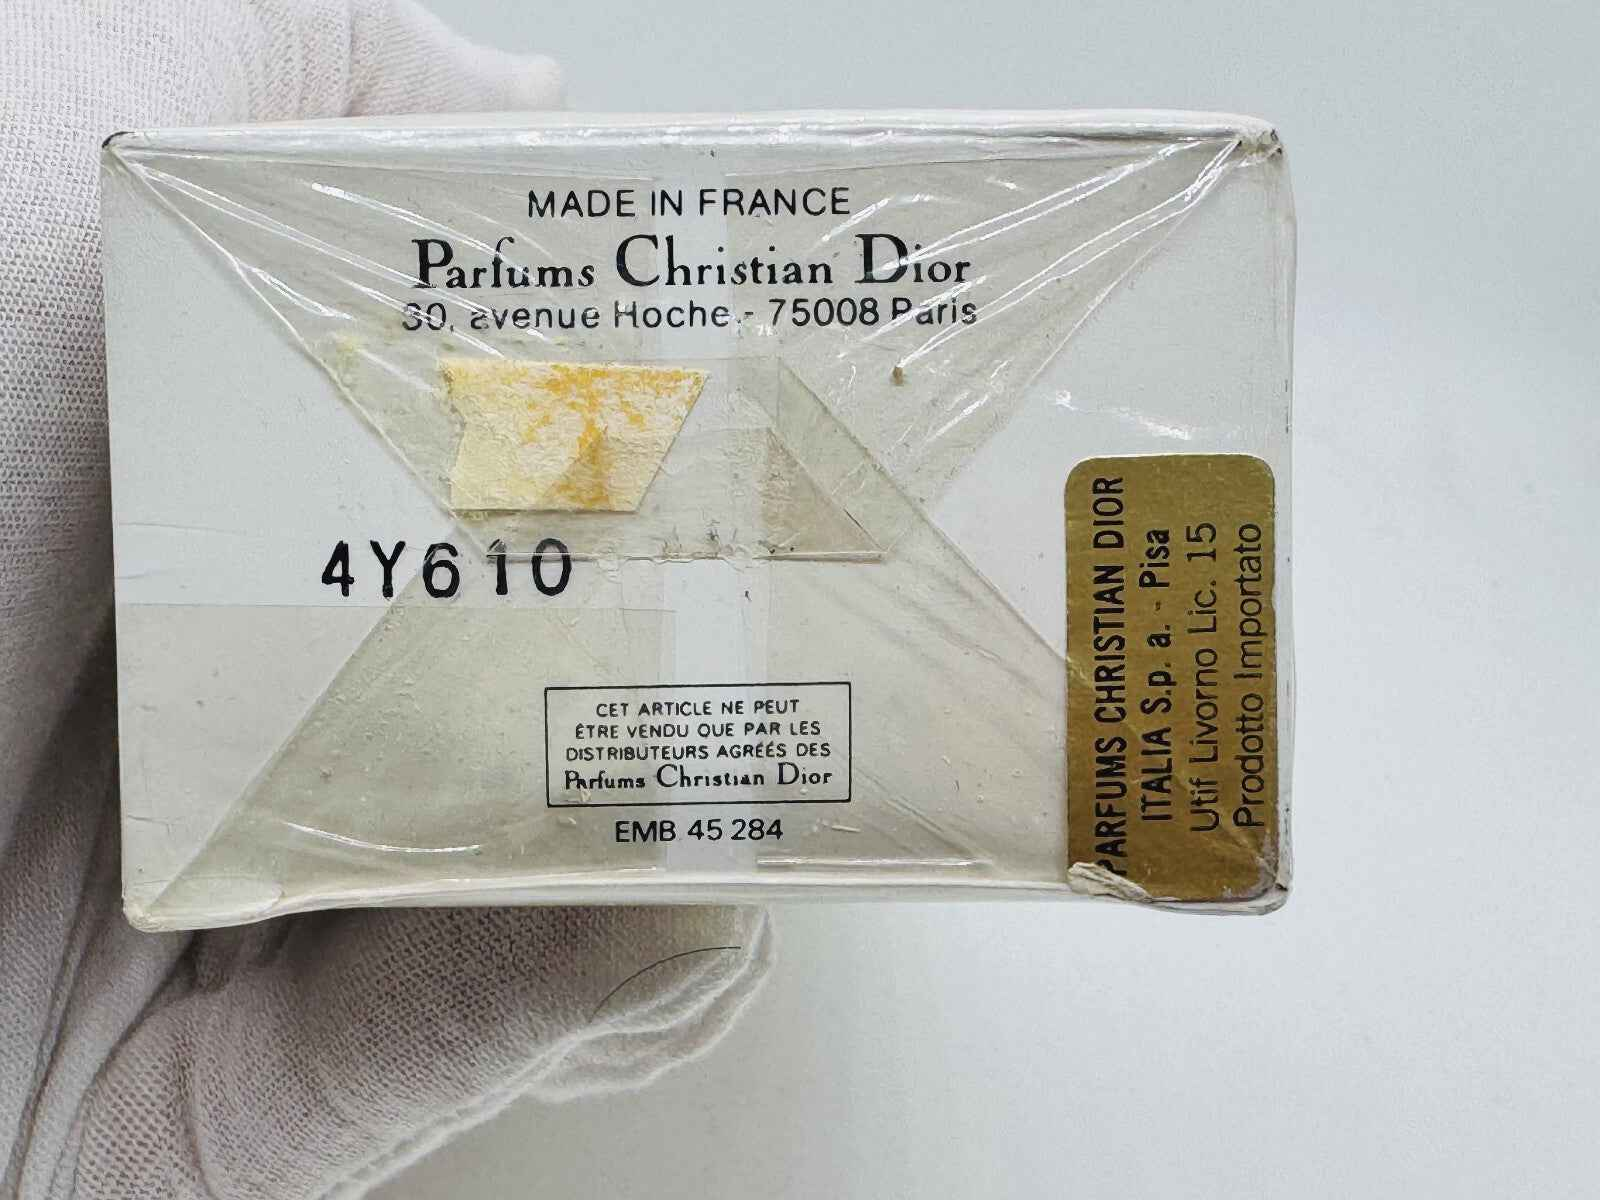 MADE IN FRANCE
Parfums Christian Dior
30, avenue Hoche - 75008 Paris
4Y610
CET ARTICLE NE PEUT
ÊTRE VENDU QUE PAR LES
DISTRIBUTEURS AGRÉÉS DES
Parfums Christian Dior
EMB 45 284
PARFUMS CHRISTIAN DIOR
ITALIA S.p. a. - Pisa
Utif Livorno Lic. 15
Prodotto Importato